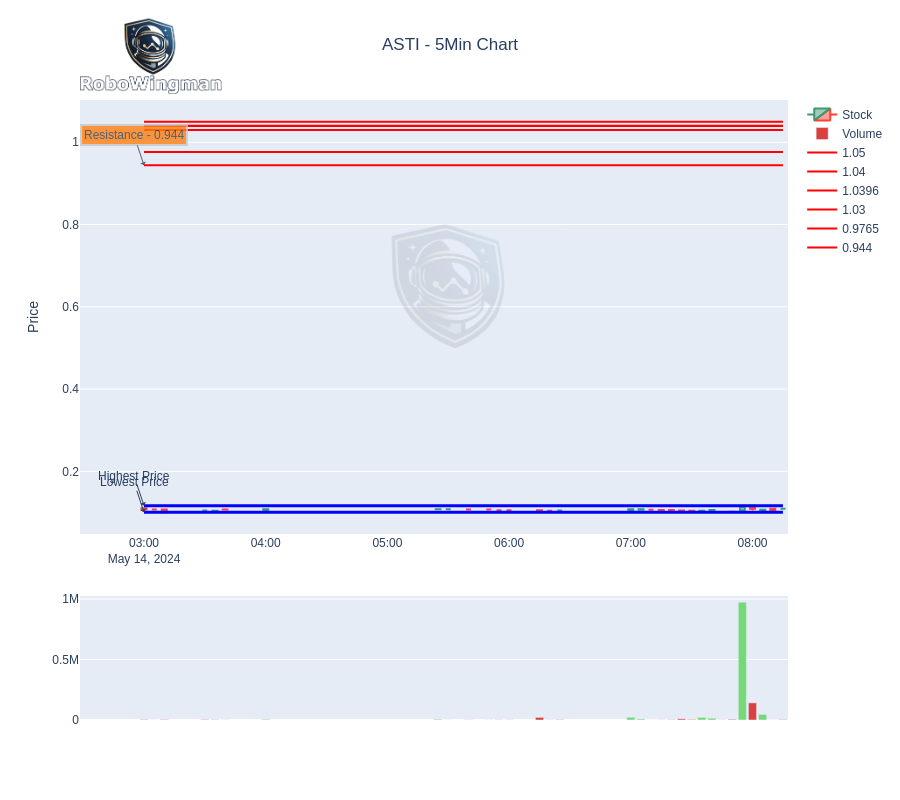 RoboWingman
ASTI - 5Min Chart
Resistance - 0.944
1
0.8
0.6
0.4
0.2
Price
Highest Price
Lowest Price
03:00
04:00
05:00
06:00
07:00
08:00
May 14, 2024
Stock
Volume
1.05
1.04
1.0396
1.03
0.9765
0.944
1M
0.5M
0